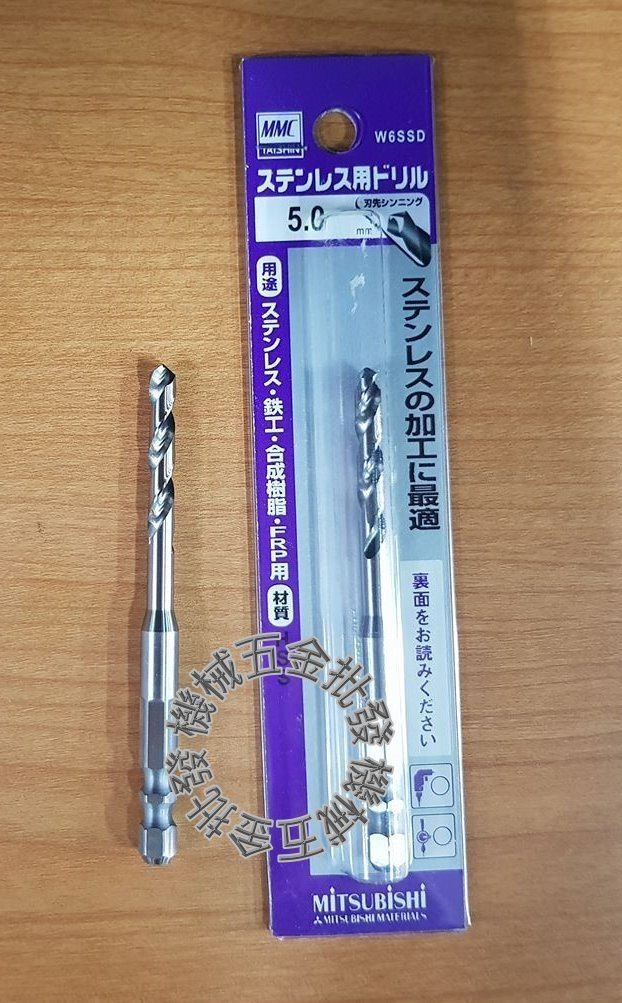 MMC
TAISHIN
W6SSD
ステンレス用ドリル
5.0
mm
刃先シンニング
用途
ステンレス・鉄工・合成樹脂・FRP用
材質
HSS
ステンレスの加工に最適
裏面をお読みください
機械五金批發
機械五金批發
MITSUBISHI
MITSUBISHI MATERIALS